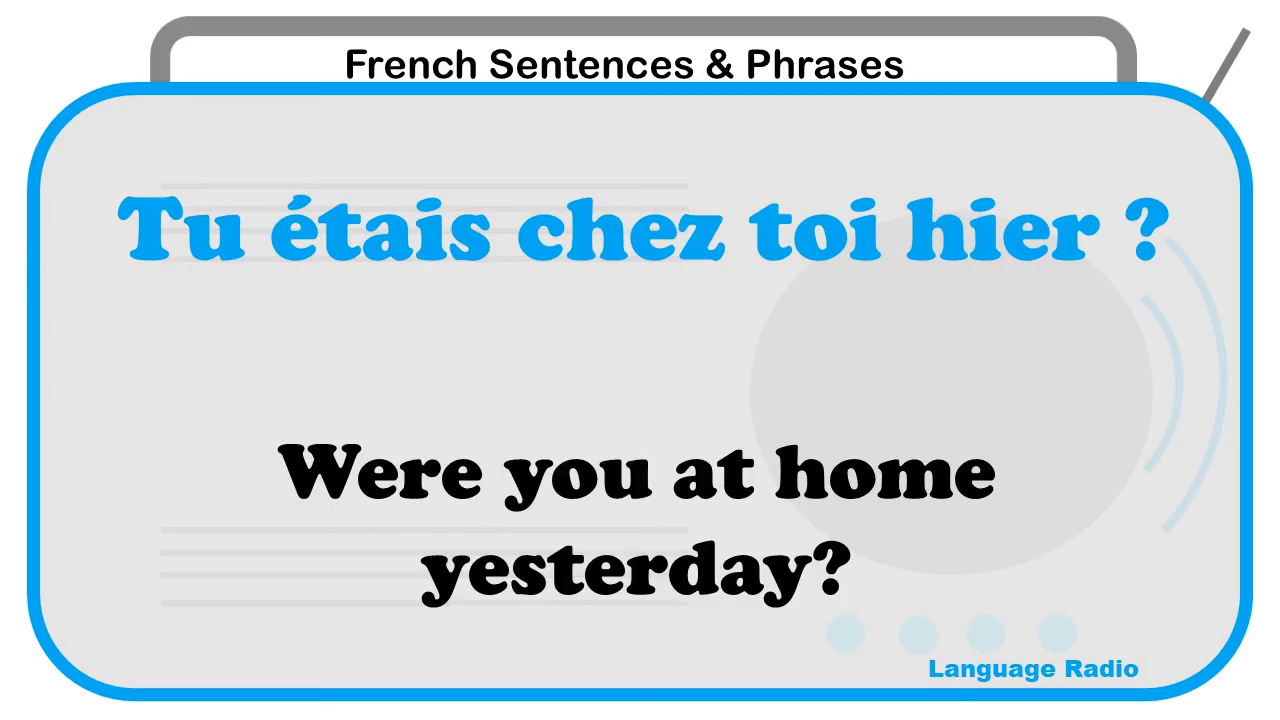 French Sentences & Phrases
Tu étais chez toi hier ?
Were you at home
yesterday?
Language Radio